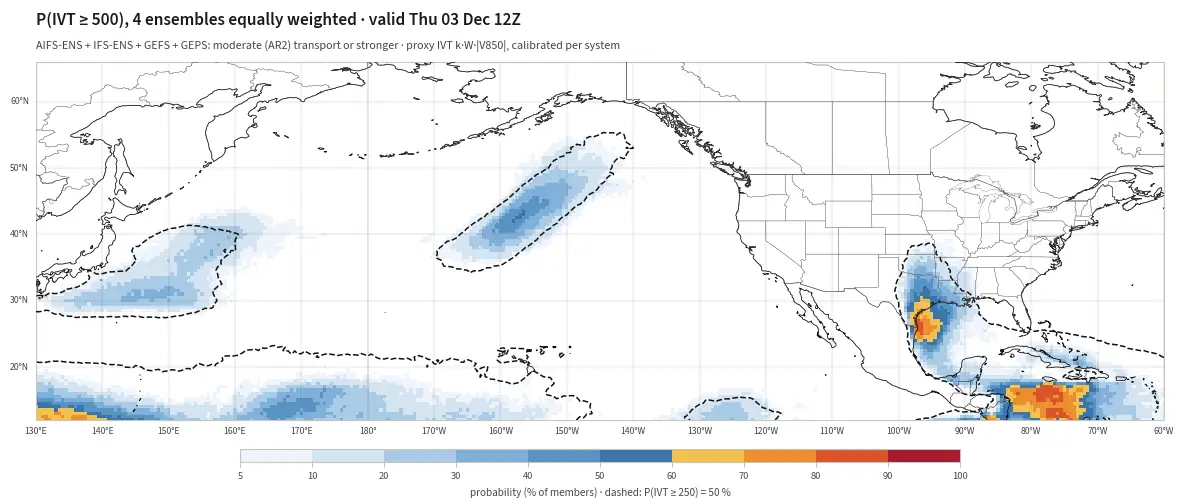 P(IVT ≥ 500), 4 ensembles equally weighted · valid Thu 03 Dec 12Z
AIFS-ENS + IFS-ENS + GEFS + GEPS: moderate (AR2) transport or stronger · proxy IVT k·W·|V850|, calibrated per system
60°N
50°N
40°N
30°N
20°N
130°E 140°E 150°E 160°E 170°E 180° 170°W 160°W 150°W 140°W 130°W 120°W 110°W 100°W 90°W 80°W 70°W 60°W
5 10 20 30 40 50 60 70 80 90 100
probability (% of members) · dashed: P(IVT ≥ 250) = 50 %